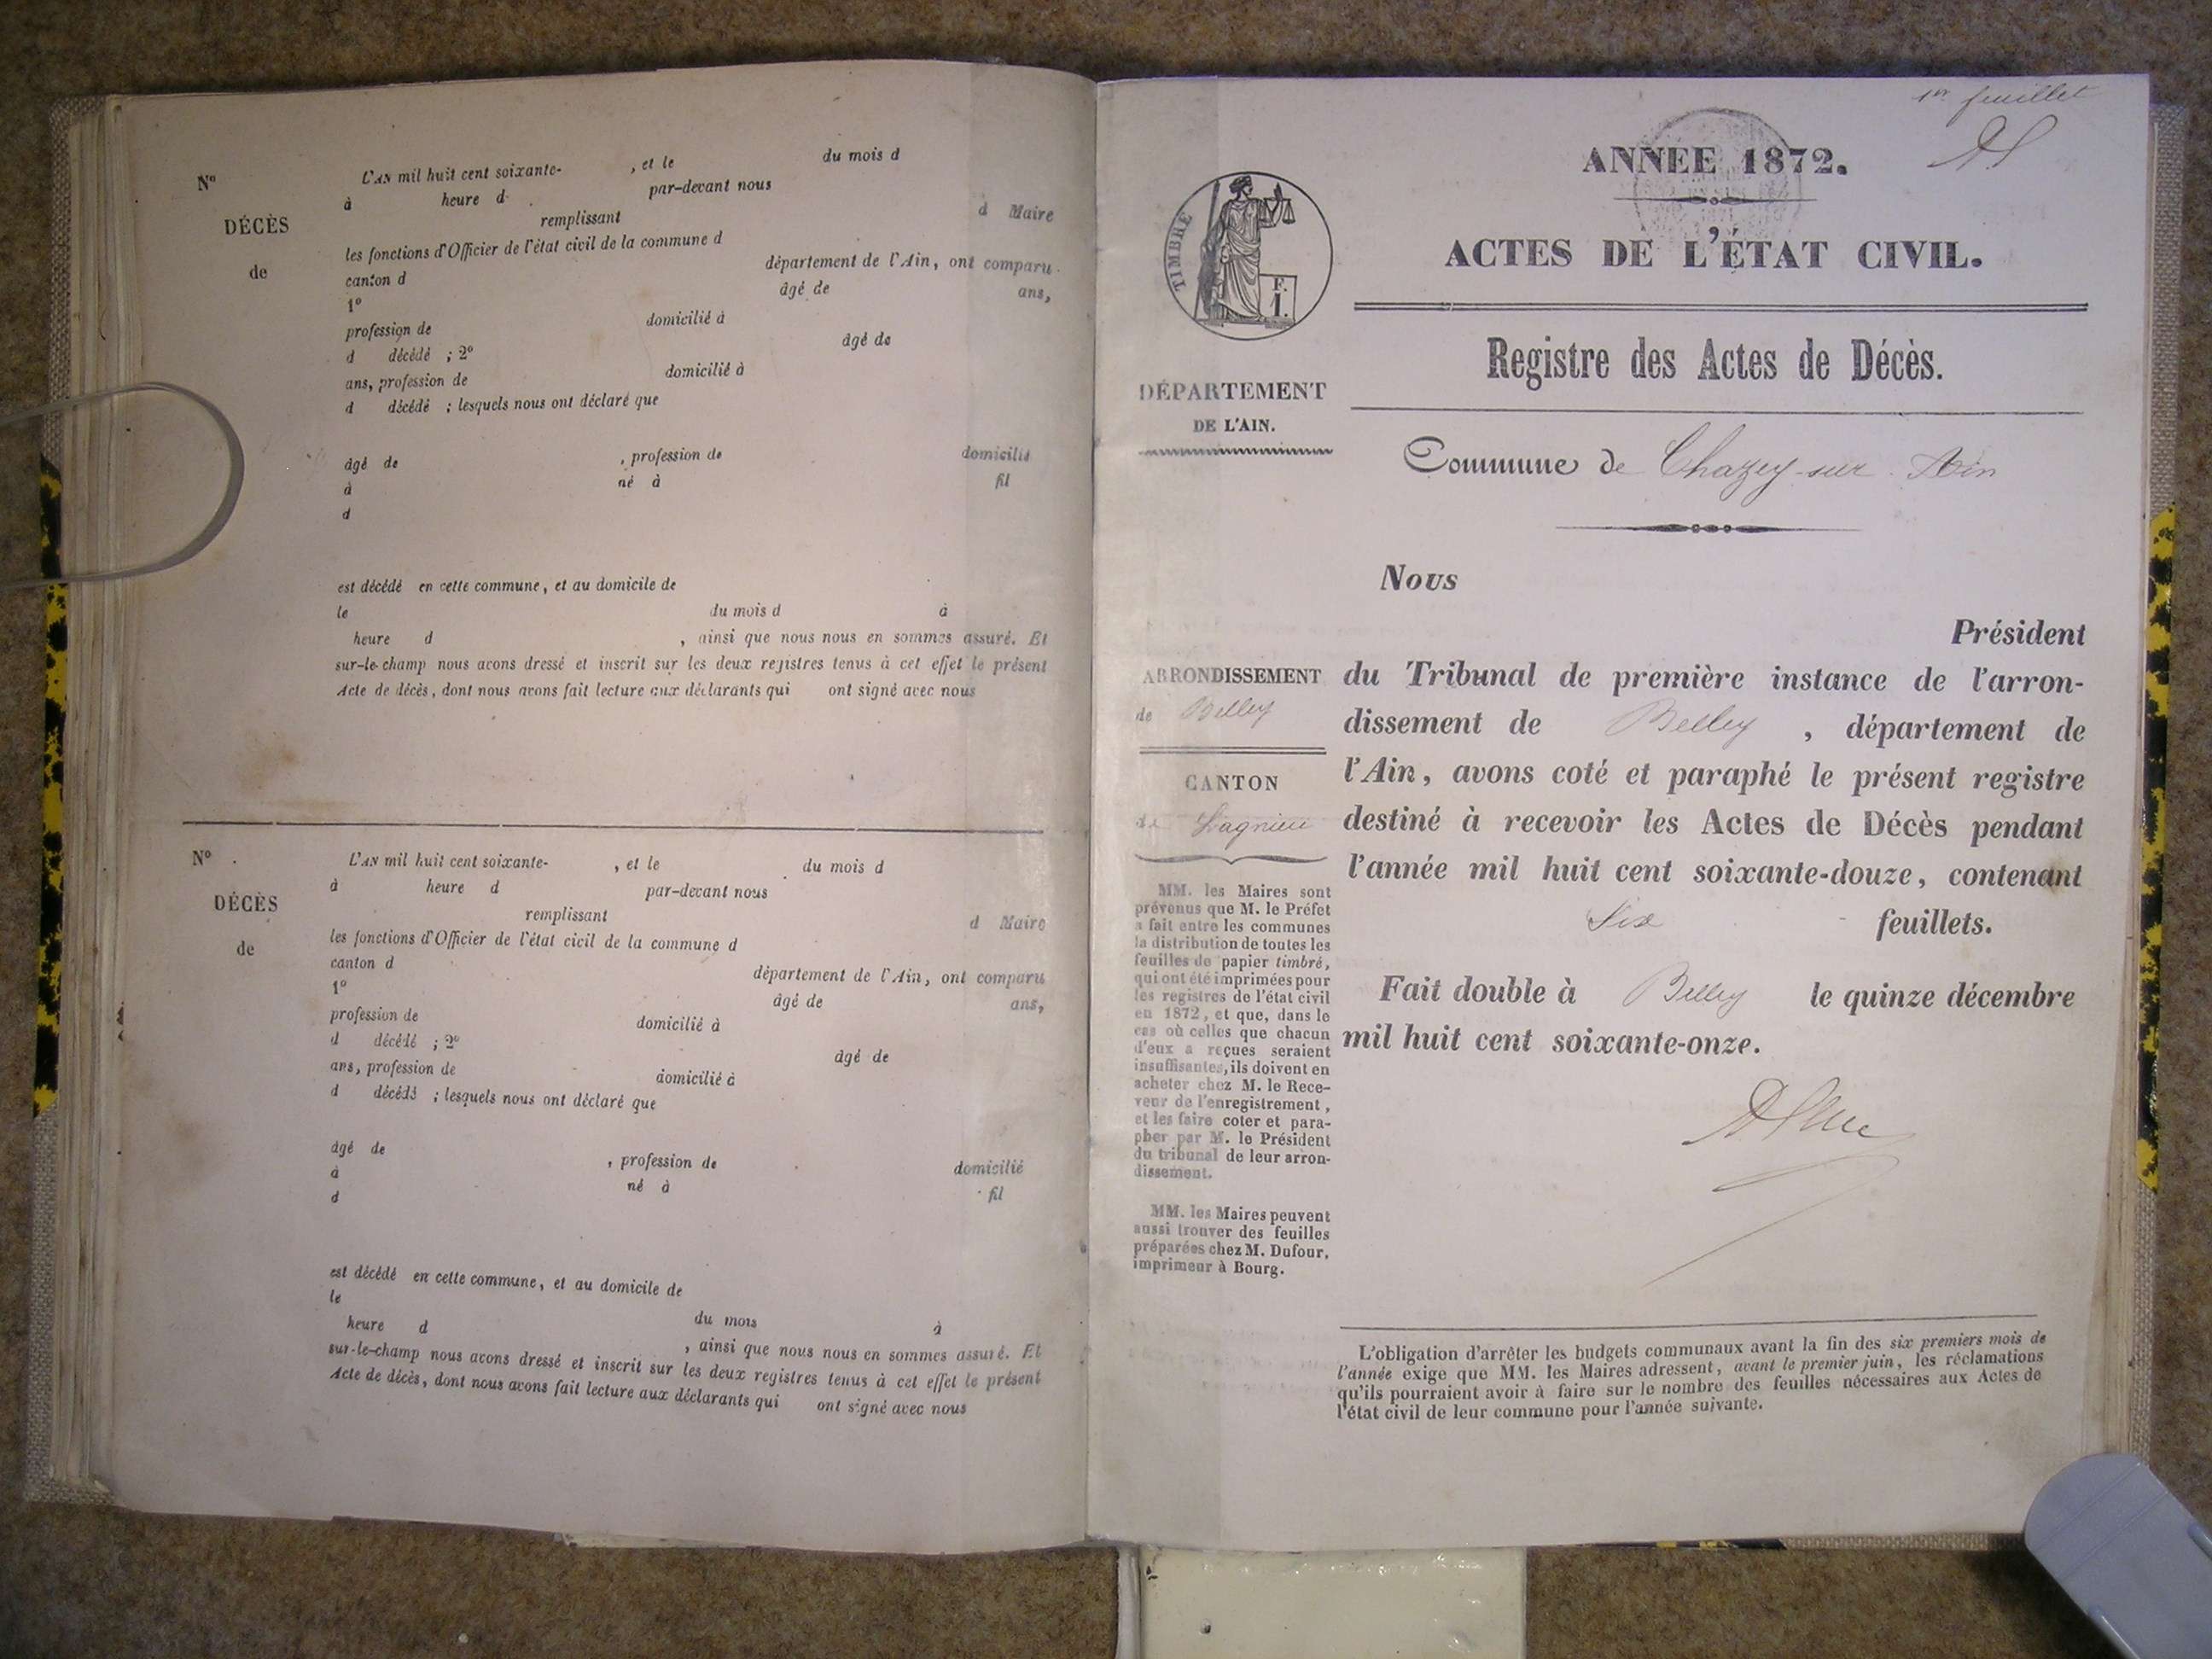 N°
DÉCÈS
de
L'AN mil huit cent soixante- , et le du mois d
à heure d par-devant nous
remplissant d Maire
les fonctions d'Officier de l'état civil de la commune d
canton d département de l'Ain, ont comparu
1° âgé de ans,
profession de domicilié à
d décédé ; 2° âgé de
ans, profession de domicilié à
d décédé ; lesquels nous ont déclaré que
âgé de , profession de domicilié
à né à fil
d
est décédé en cette commune, et au domicile de
le du mois d à
heure d , ainsi que nous nous en sommes assuré. Et
sur-le-champ nous avons dressé et inscrit sur les deux registres tenus à cet effet le présent
Acte de décès, dont nous avons fait lecture aux déclarants qui ont signé avec nous
N°
DÉCÈS
de
L'AN mil huit cent soixante- , et le du mois d
à heure d par-devant nous
remplissant d Maire
les fonctions d'Officier de l'état civil de la commune d
canton d département de l'Ain, ont comparu
1° âgé de ans,
profession de domicilié à
d décédé ; 2° âgé de
ans, profession de domicilié à
d décédé ; lesquels nous ont déclaré que
âgé de , profession de domicilié
à né à fil
d
est décédé en cette commune, et au domicile de
le du mois à
heure d , ainsi que nous nous en sommes assuré. Et
sur-le-champ nous avons dressé et inscrit sur les deux registres tenus à cet effet le présent
Acte de décès, dont nous avons fait lecture aux déclarants qui ont signé avec nous
1er feuillet
TIMBRE
F.
1.
DÉPARTEMENT
DE L'AIN.
ARRONDISSEMENT
de Belley
CANTON
de Lagnieu
MM. les Maires sont
prévenus que M. le Préfet
a fait entre les communes
la distribution de toutes les
feuilles de papier timbré,
qui ont été imprimées pour
les registres de l'état civil
en 1872, et que, dans le
cas où celles que chacun
d'eux a reçues seraient
insuffisantes, ils doivent en
acheter chez M. le Rece-
veur de l'enregistrement,
et les faire coter et para-
pher par M. le Président
du tribunal de leur arron-
dissement.
MM. les Maires peuvent
aussi trouver des feuilles
préparées chez M. Dufour,
imprimeur à Bourg.
ANNÉE 1872.
ACTES DE L'ÉTAT CIVIL.
Registre des Actes de Décès.
Commune de Chazey-sur-Ain
Nous
Président
du Tribunal de première instance de l'arron-
dissement de Belley , département de
l'Ain, avons coté et paraphé le présent registre
destiné à recevoir les Actes de Décès pendant
l'année mil huit cent soixante-douze, contenant
Six feuillets.
Fait double à Belley le quinze décembre
mil huit cent soixante-onze.
L'obligation d'arrêter les budgets communaux avant la fin des six premiers mois de
l'année exige que MM. les Maires adressent, avant le premier juin, les réclamations
qu'ils pourraient avoir à faire sur le nombre des feuilles nécessaires aux Actes de
l'état civil de leur commune pour l'année suivante.